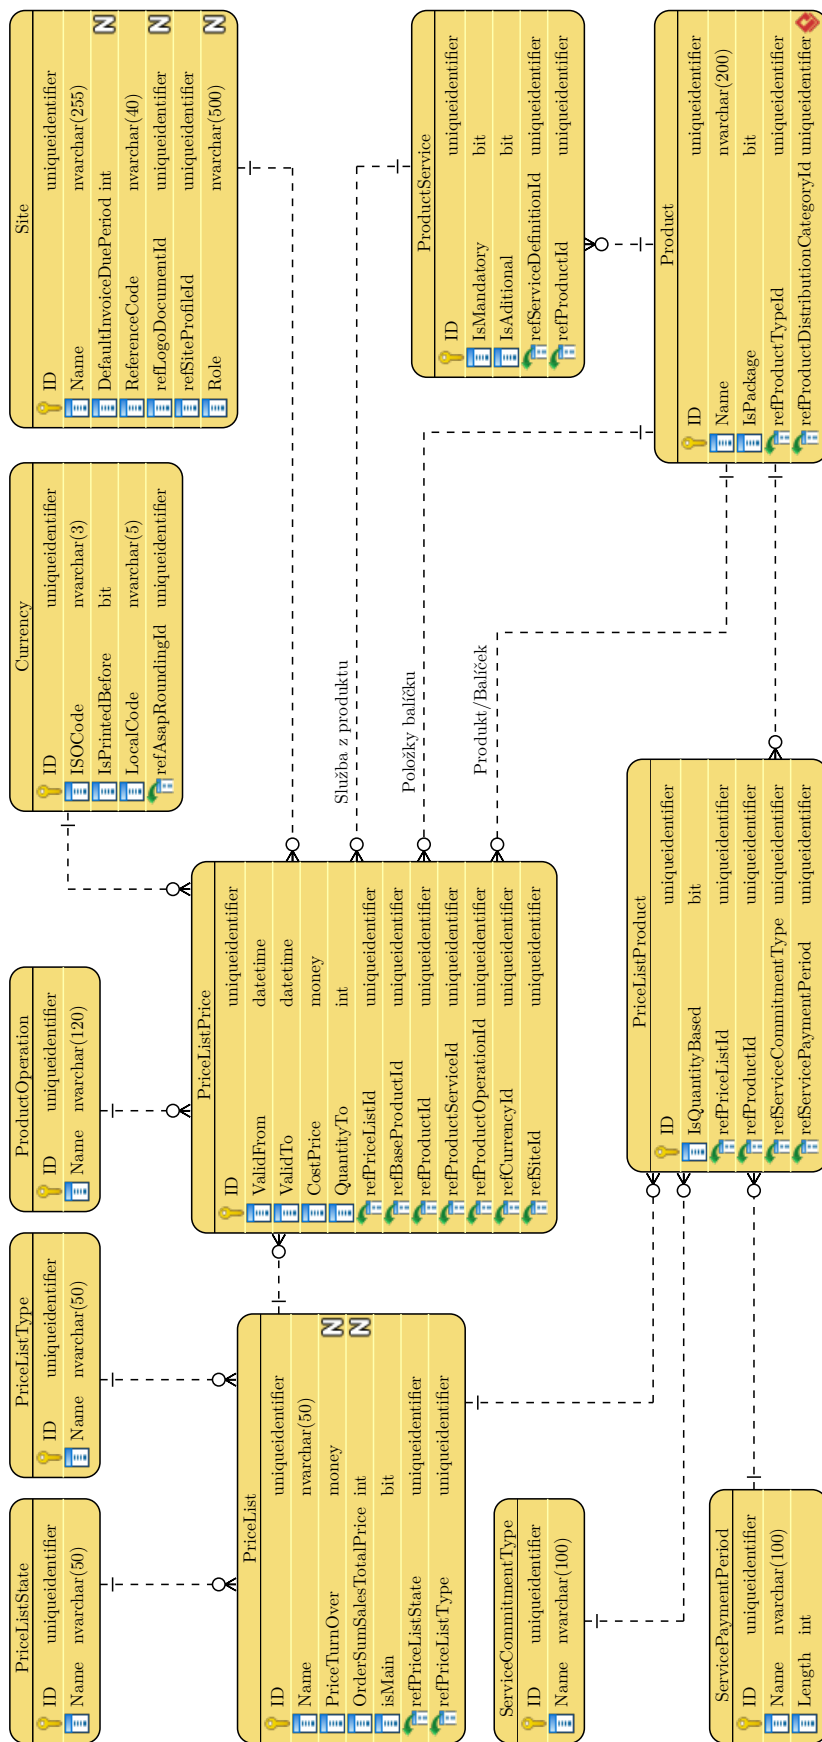 PriceListState
ID uniqueidentifier
Name nvarchar(50)
PriceListType
ID uniqueidentifier
Name nvarchar(50)
ProductOperation
ID uniqueidentifier
Name nvarchar(120)
Currency
ID uniqueidentifier
ISOCode nvarchar(3)
IsPrintedBefore bit
LocalCode nvarchar(5)
refAsapRoundingId uniqueidentifier
Site
ID uniqueidentifier
Name nvarchar(255)
DefaultInvoiceDuePeriod int N
ReferenceCode nvarchar(40)
refLogoDocumentId uniqueidentifier N
refSiteProfileId uniqueidentifier
Role nvarchar(500) N
PriceList
ID uniqueidentifier
Name nvarchar(50)
PriceTurnOver money N
OrderSumSalesTotalPrice int N
isMain bit
refPriceListState uniqueidentifier
refPriceListType uniqueidentifier
PriceListPrice
ID uniqueidentifier
ValidFrom datetime
ValidTo datetime
CostPrice money
QuantityTo int
refPriceListId uniqueidentifier
refBaseProductId uniqueidentifier
refProductId uniqueidentifier
refProductServiceId uniqueidentifier
refProductOperationId uniqueidentifier
refCurrencyId uniqueidentifier
refSiteId uniqueidentifier
Služba z produktu
Položky balíčku
Produkt/Balíček
ProductService
ID uniqueidentifier
IsMandatory bit
IsAditional bit
refServiceDefinitionId uniqueidentifier
refProductId uniqueidentifier
ServiceCommitmentType
ID uniqueidentifier
Name nvarchar(100)
ServicePaymentPeriod
ID uniqueidentifier
Name nvarchar(100)
Length int
PriceListProduct
ID uniqueidentifier
IsQuantityBased bit
refPriceListId uniqueidentifier
refProductId uniqueidentifier
refServiceCommitmentType uniqueidentifier
refServicePaymentPeriod uniqueidentifier
Product
ID uniqueidentifier
Name nvarchar(200)
IsPackage bit
refProductTypeId uniqueidentifier
refProductDistributionCategoryId uniqueidentifier